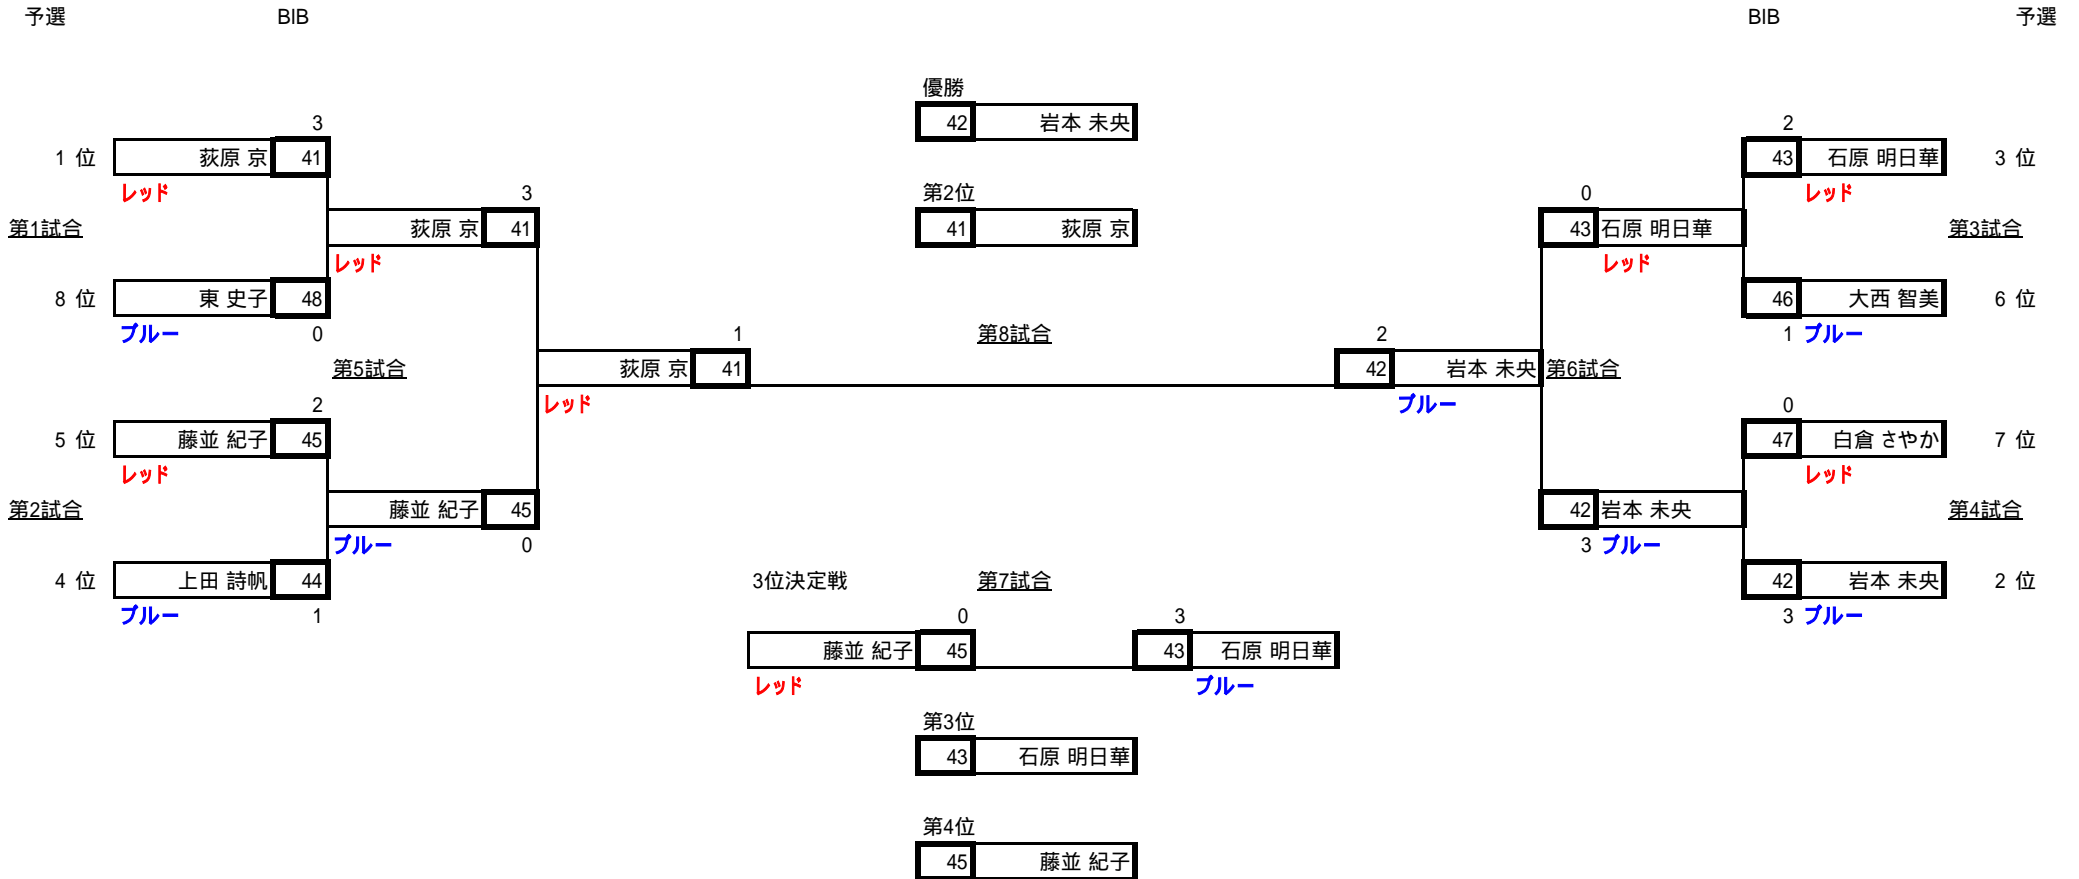 予選 BIB BIB 予選
優勝
42 岩本 未央
3 2
1 位 荻原 京 41 43 石原 明日華 3 位
レッド 3 第2位 0 レッド
第1試合 荻原 京 41 41 荻原 京 43 石原 明日華 第3試合
レッド レッド
8 位 東 史子 48 46 大西 智美 6 位
ブルー 0 1 第8試合 2 1 ブルー
第5試合 荻原 京 41 42 岩本 未央 第6試合
2 レッド ブルー 0
5 位 藤並 紀子 45 47 白倉 さやか 7 位
レッド レッド
第2試合 藤並 紀子 45 42 岩本 未央 第4試合
ブルー 0 3 ブルー
4 位 上田 詩帆 44 3位決定戦 第7試合 42 岩本 未央 2 位
ブルー 1 0 3 3 ブルー
藤並 紀子 45 43 石原 明日華
レッド ブルー
第3位
43 石原 明日華
第4位
45 藤並 紀子